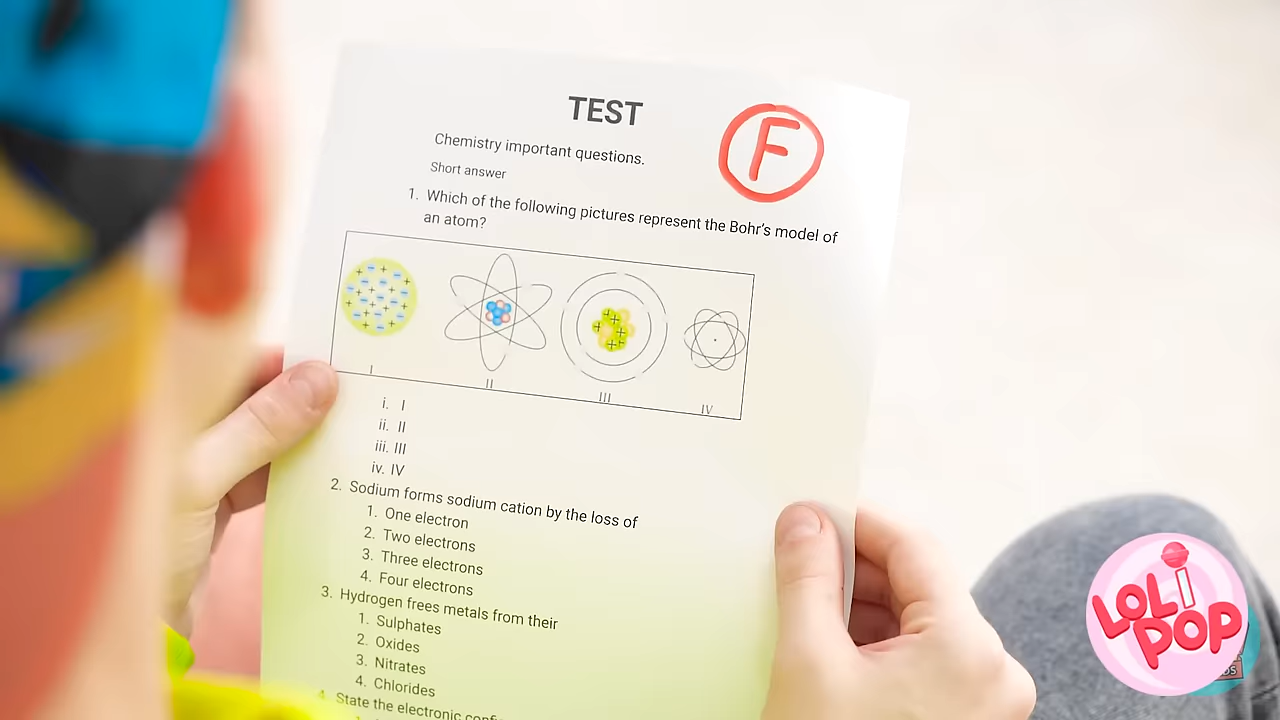 TEST
F
Chemistry important questions.
Short answer
1. Which of the following pictures represent the Bohr's model of
an atom?
I
II
III
IV
i. I
ii. II
iii. III
iv. IV
2. Sodium forms sodium cation by the loss of
1. One electron
2. Two electrons
3. Three electrons
4. Four electrons
3. Hydrogen frees metals from their
1. Sulphates
2. Oxides
3. Nitrates
4. Chlorides
4. State the electronic
LOLIPOP